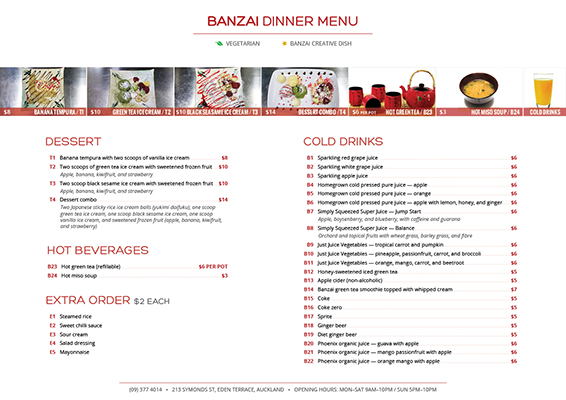 BANZAI DINNER MENU
VEGETARIAN
BANZAI CREATIVE DISH
$8 BANANA TEMPURA / T1
$10 GREEN TEA ICE CREAM / T2
$10 BLACK SESAME ICE CREAM / T3
$14 DESSERT COMBO / T4
$6 PER POT HOT GREEN TEA / B23
$3 HOT MISO SOUP / B24
COLD DRINKS
DESSERT
T1 Banana tempura with two scoops of vanilla ice cream $8
T2 Two scoops of green tea ice cream with sweetened frozen fruit $10
Apple, banana, kiwifruit, and strawberry
T3 Two scoop black sesame ice cream with sweetened frozen fruit $10
Apple, banana, kiwifruit, and strawberry
T4 Dessert combo $14
Two Japanese sticky rice ice cream balls (yukimi daifuku), one scoop
green tea ice cream, one scoop black sesame ice cream, one scoop
vanilla ice cream, and sweetened frozen fruit (apple, banana, kiwifruit,
and strawberry)
HOT BEVERAGES
B23 Hot green tea (refillable) $6 PER POT
B24 Hot miso soup $3
EXTRA ORDER $2 EACH
E1 Steamed rice
E2 Sweet chilli sauce
E3 Sour cream
E4 Salad dressing
E5 Mayonnaise
COLD DRINKS
B1 Sparkling red grape juice $6
B2 Sparkling white grape juice $6
B3 Sparkling apple juice $6
B4 Homegrown cold pressed pure juice — apple $6
B5 Homegrown cold pressed pure juice — orange $6
B6 Homegrown cold pressed pure juice — apple with lemon, honey, and ginger $6
B7 Simply Squeezed Super Juice — Jump Start $6
Apple, boysenberry, and blueberry, with caffeine and guarana
B8 Simply Squeezed Super Juice — Balance $6
Orchard and tropical fruits with wheat grass, barley grass, and fibre
B9 Just Juice Vegetables — tropical carrot and pumpkin $6
B10 Just Juice Vegetables — pineapple, passionfruit, carrot, and broccoli $6
B11 Just Juice Vegetables — orange, mango, carrot, and beetroot $6
B12 Honey-sweetened iced green tea $5
B13 Apple cider (non-alcoholic) $5
B14 Banzai green tea smoothie topped with whipped cream $7
B15 Coke $5
B16 Coke zero $5
B17 Sprite $5
B18 Ginger beer $5
B19 Diet ginger beer $5
B20 Phoenix organic juice — guava with apple $6
B21 Phoenix organic juice — mango passionfruit with apple $6
B22 Phoenix organic juice — orange mango with apple $6
(09) 377 4014 • 213 SYMONDS ST, EDEN TERRACE, AUCKLAND • OPENING HOURS: MON–SAT 9AM–10PM / SUN 5PM–10PM